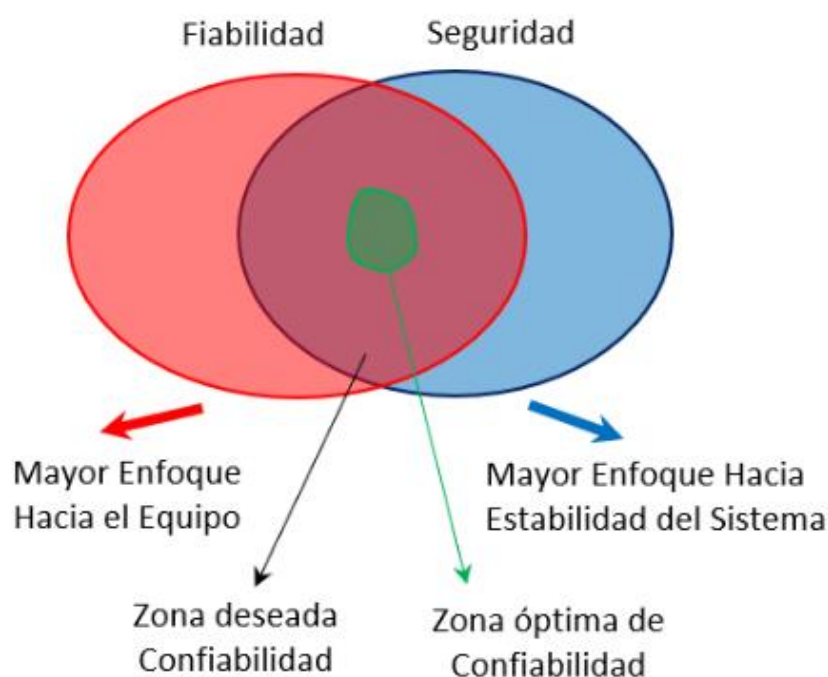 Fiabilidad
Seguridad
Mayor Enfoque
Hacia el Equipo
Mayor Enfoque Hacia
Estabilidad del Sistema
Zona deseada
Confiabilidad
Zona óptima de
Confiabilidad